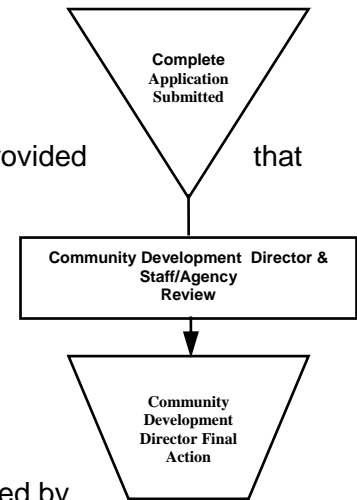 Complete
Application
Submitted
rovided that
Community Development Director &
Staff/Agency
Review
Community
Development
Director Final
Action
ed by